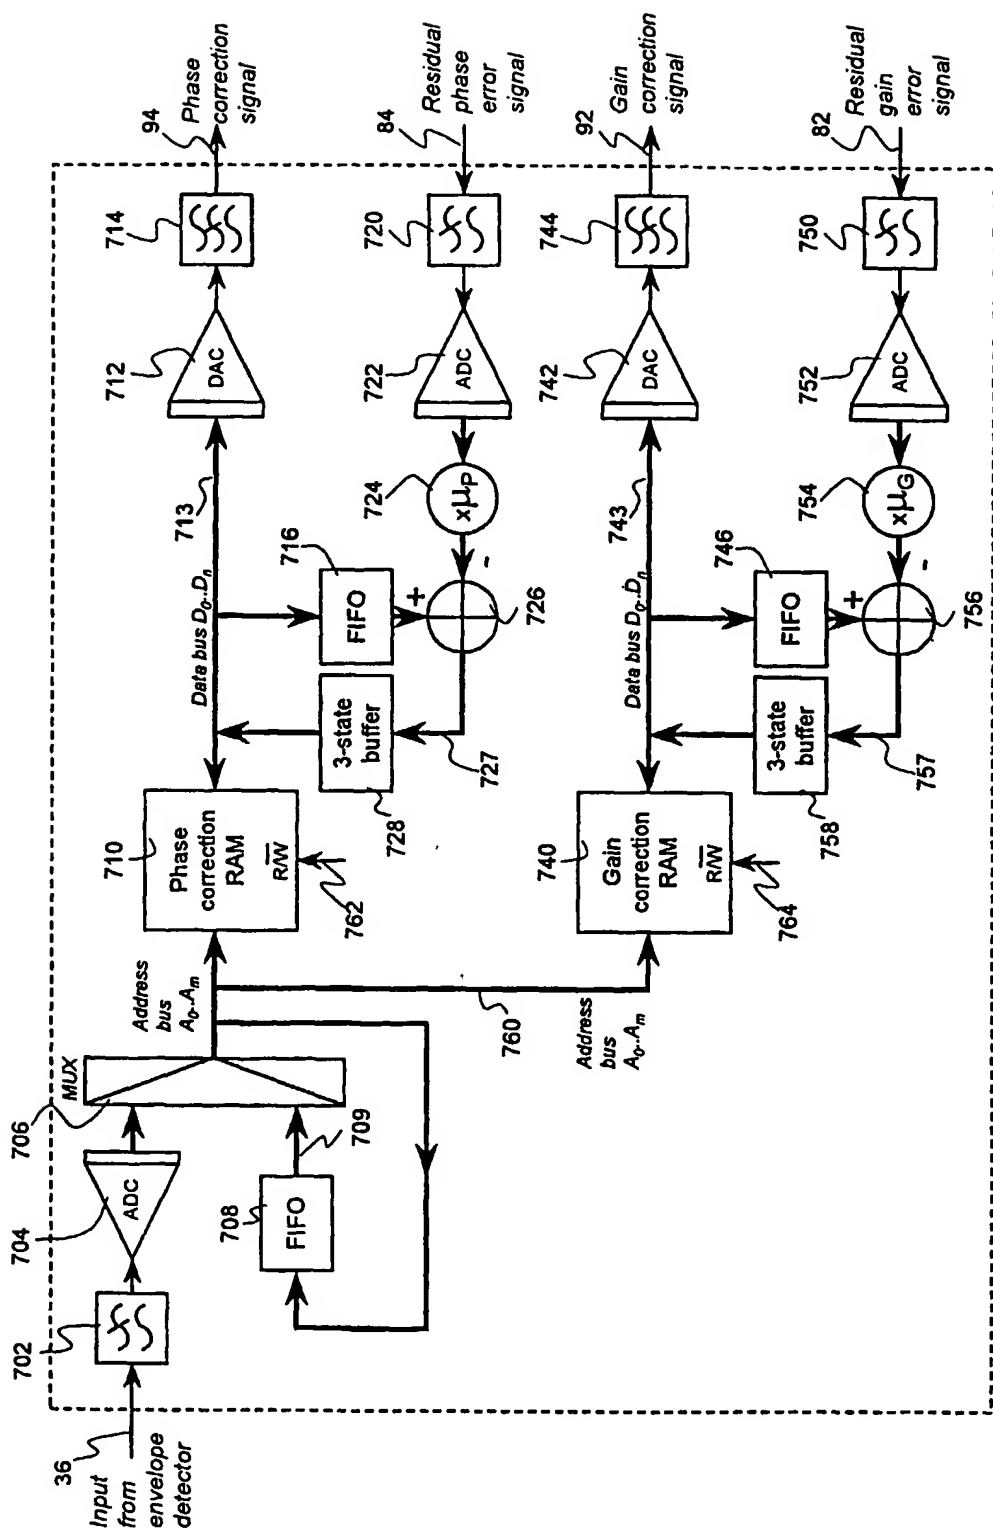 36
Input
from
envelope
detector
702
704
ADC
706
MUX
708
FIFO
709
Address
bus
A₀..Aₘ
760
Address
bus
A₀..Aₘ
710
Phase
correction
RAM
R/W̅
762
Data bus D₀..Dₙ
713
712
DAC
714
94
Phase
correction
signal
716
FIFO
+
-
726
727
3-state
buffer
728
724
xμP
722
ADC
720
84
Residual
phase
error
signal
740
Gain
correction
RAM
R/W̅
764
Data bus D₀..Dₙ
743
742
DAC
744
92
Gain
correction
signal
746
FIFO
+
-
756
757
3-state
buffer
758
754
xμG
752
ADC
750
82
Residual
gain
error
signal